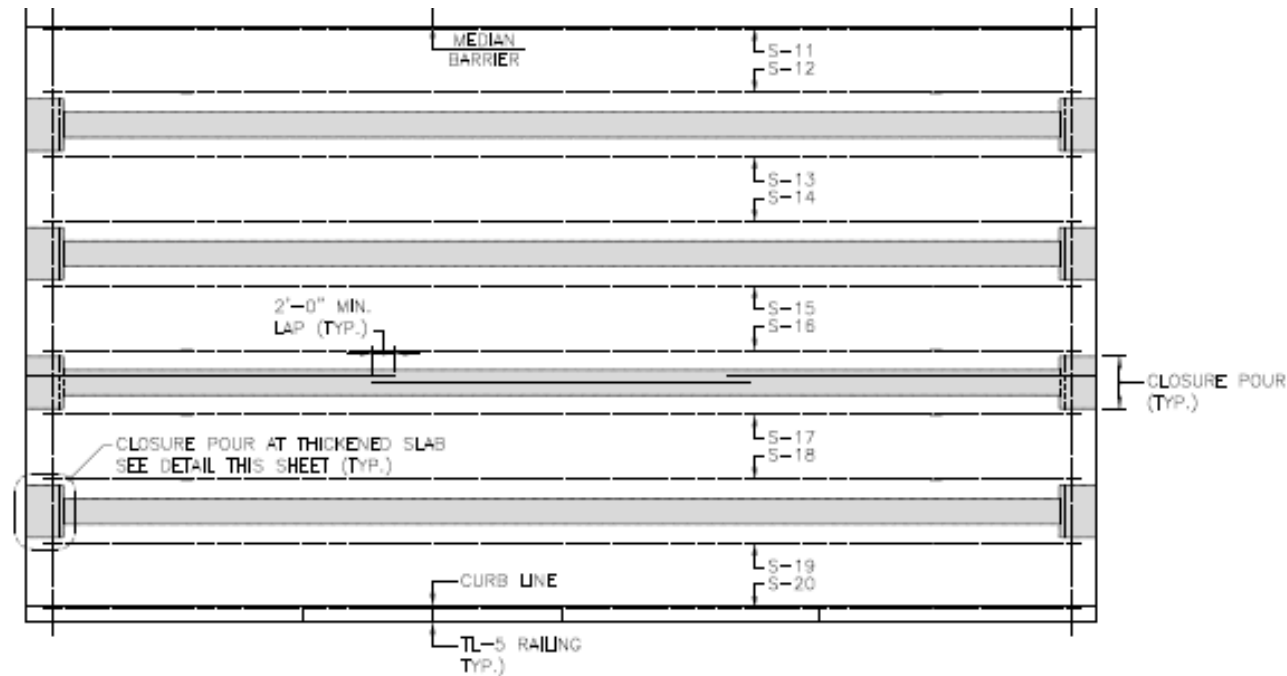 MEDIAN
BARRIER
S-11
S-12
S-13
S-14
2'-0" MIN.
LAP (TYP.)
S-15
S-16
CLOSURE POUR
(TYP.)
CLOSURE POUR AT THICKENED SLAB
SEE DETAIL THIS SHEET (TYP.)
S-17
S-18
S-19
S-20
CURB LINE
TL-5 RAILING
TYP.)